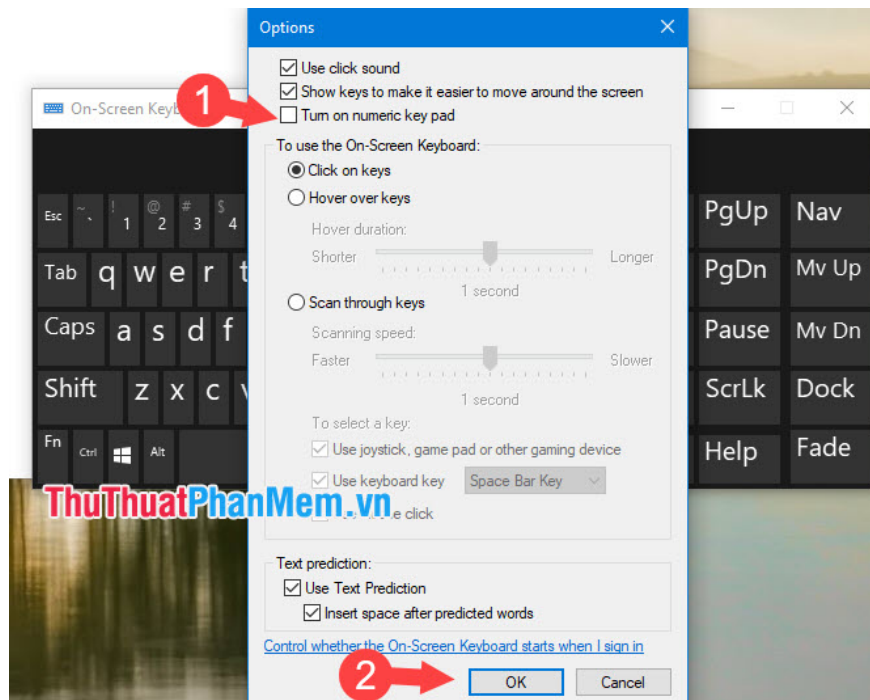 Options
Use click sound
Show keys to make it easier to move around the screen
1
On-Screen
Turn on numeric key pad
To use the On-Screen Keyboard:
Click on keys
Hover over keys
Hover duration:
Shorter Longer
1 second
Scan through keys
Scanning speed:
Faster Slower
1 second
To select a key:
Use joystick, game pad or other gaming device
Use keyboard key Space Bar Key
click
Text prediction:
Use Text Prediction
Insert space after predicted words
Control whether the On-Screen Keyboard starts when I sign in
2
OK Cancel
Esc ~ ` ! 1 @ 2 # 3 $ 4 PgUp Nav
Tab q w e r t PgDn Mv Up
Caps a s d f Pause Mv Dn
Shift z x c v ScrLk Dock
Fn Ctrl Alt Help Fade
ThuThuatPhanMem.vn